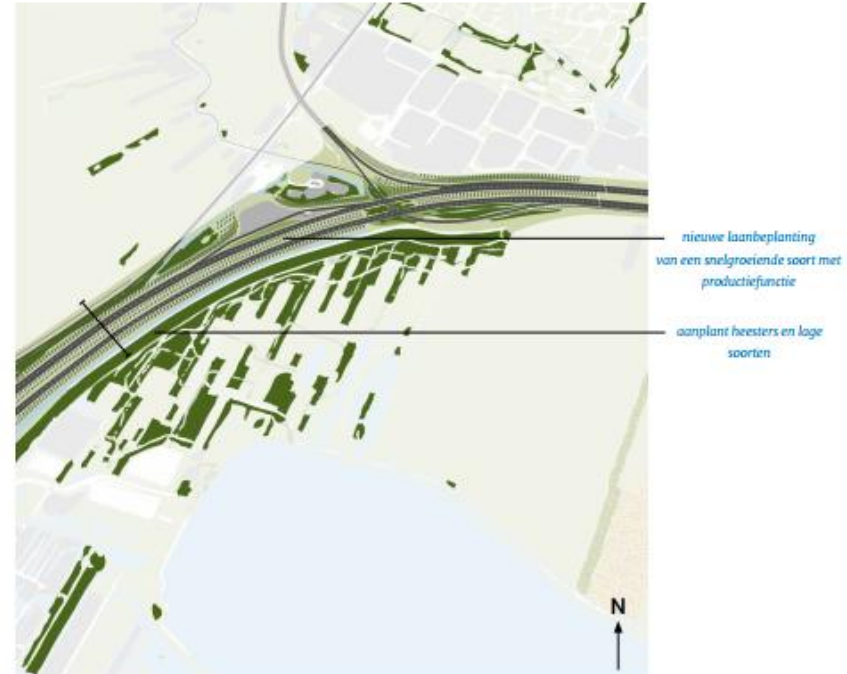 nieuwe laanbeplanting
van een snelgroeiende soort met
productiefunctie
aanplant heesters en lage
soorten
N